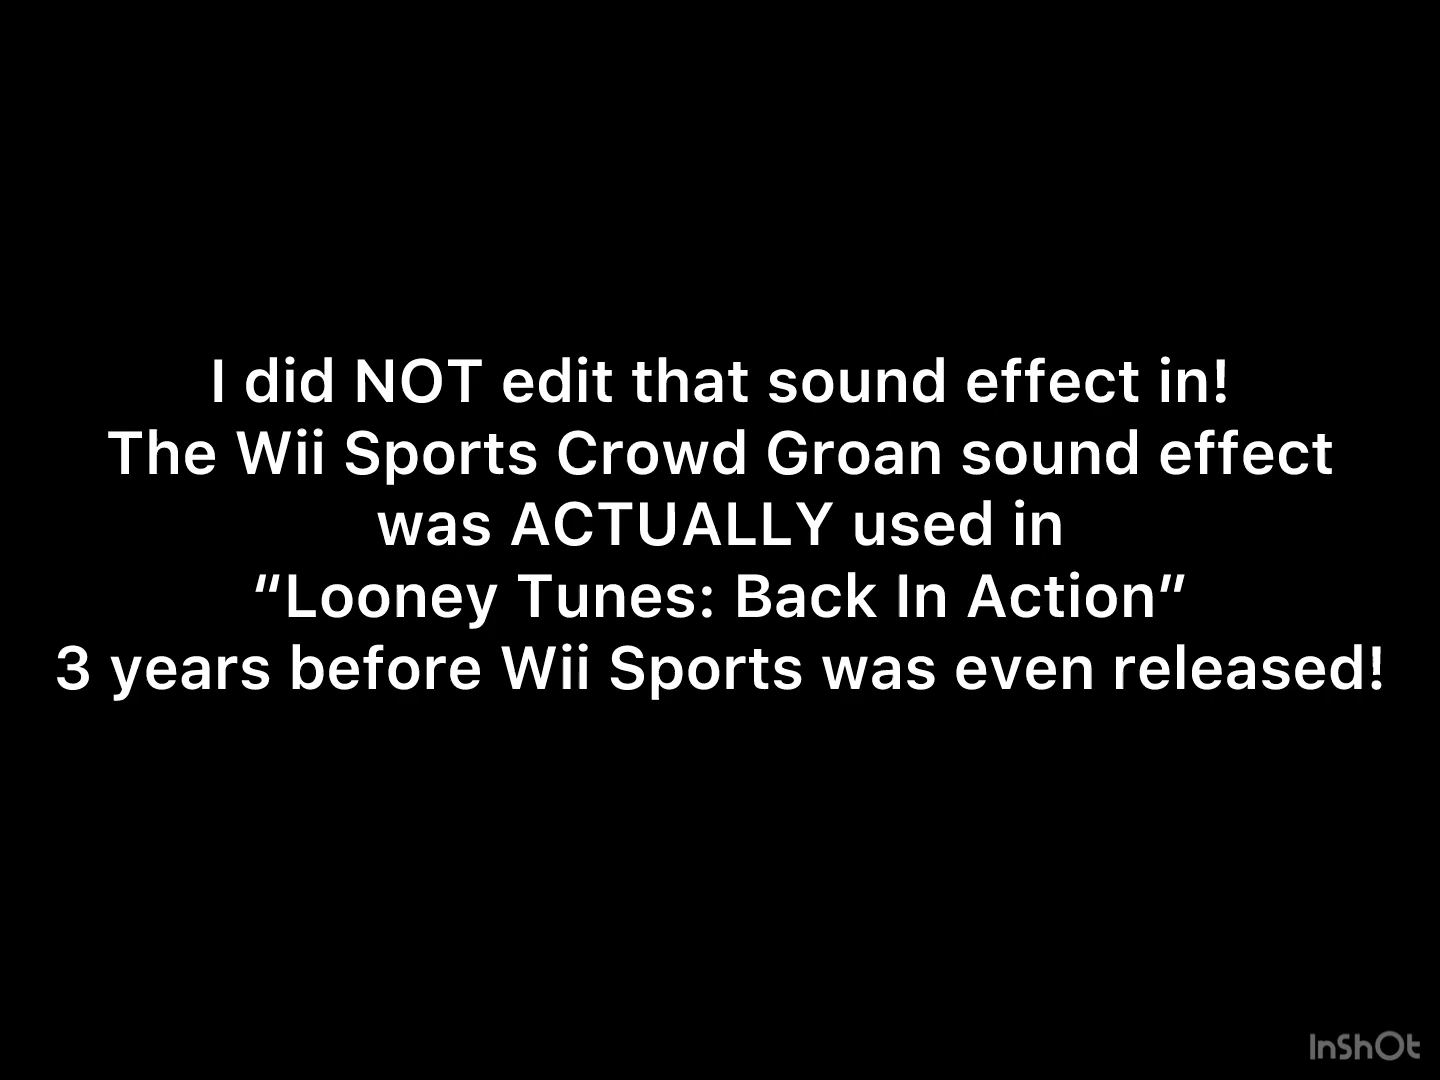 I did NOT edit that sound effect in!
The Wii Sports Crowd Groan sound effect
was ACTUALLY used in
“Looney Tunes: Back In Action”
3 years before Wii Sports was even released!
InShOt